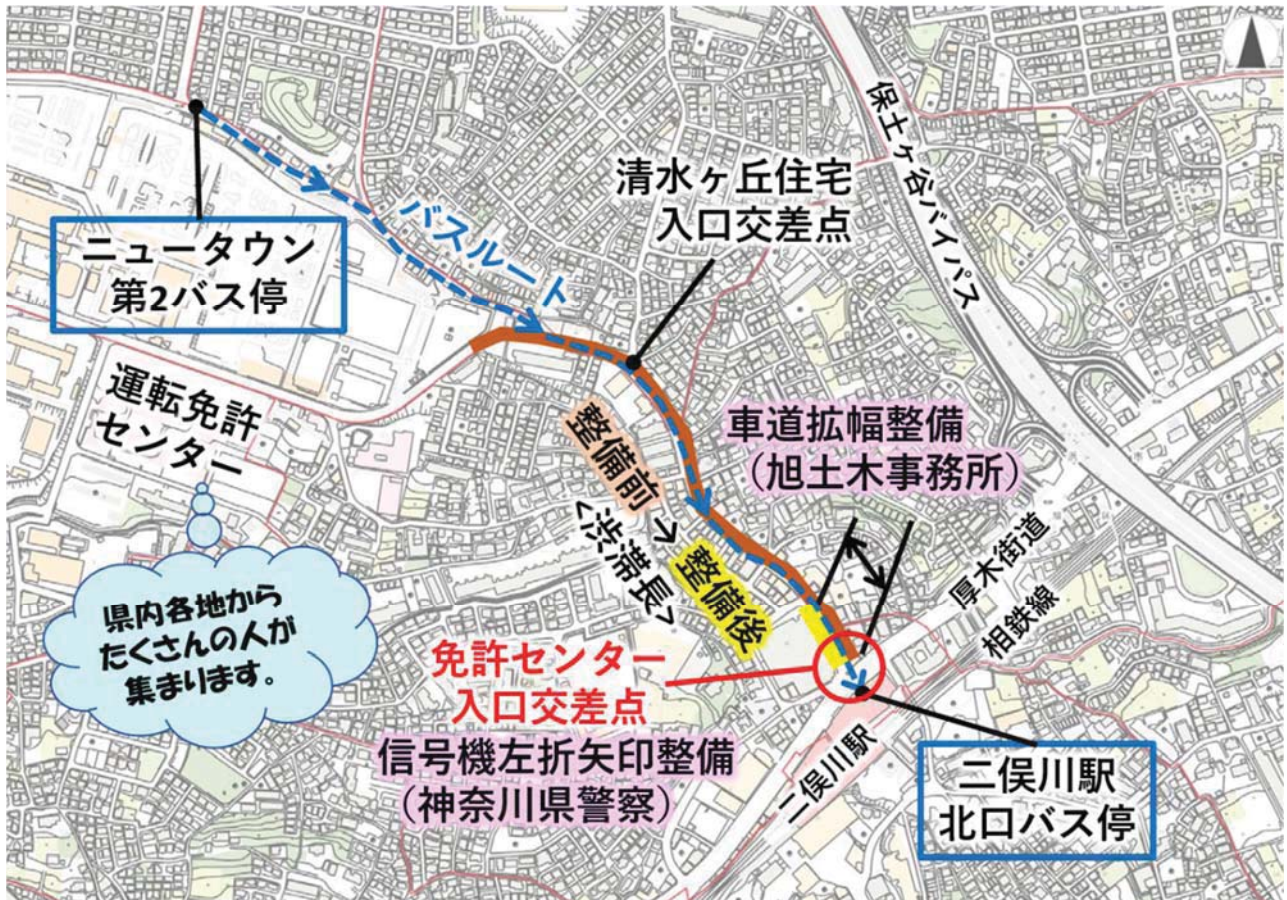 保土ヶ谷バイパス
清水ヶ丘住宅
入口交差点
バスルート
ニュータウン
第2バス停
運転免許
センター
県内各地から
たくさんの人が
集まります。
整備前→整備後
<渋滞長>
車道拡幅整備
（旭土木事務所）
厚木街道
相鉄線
免許センター
入口交差点
信号機左折矢印整備
（神奈川県警察）
二俣川駅
二俣川駅
北口バス停